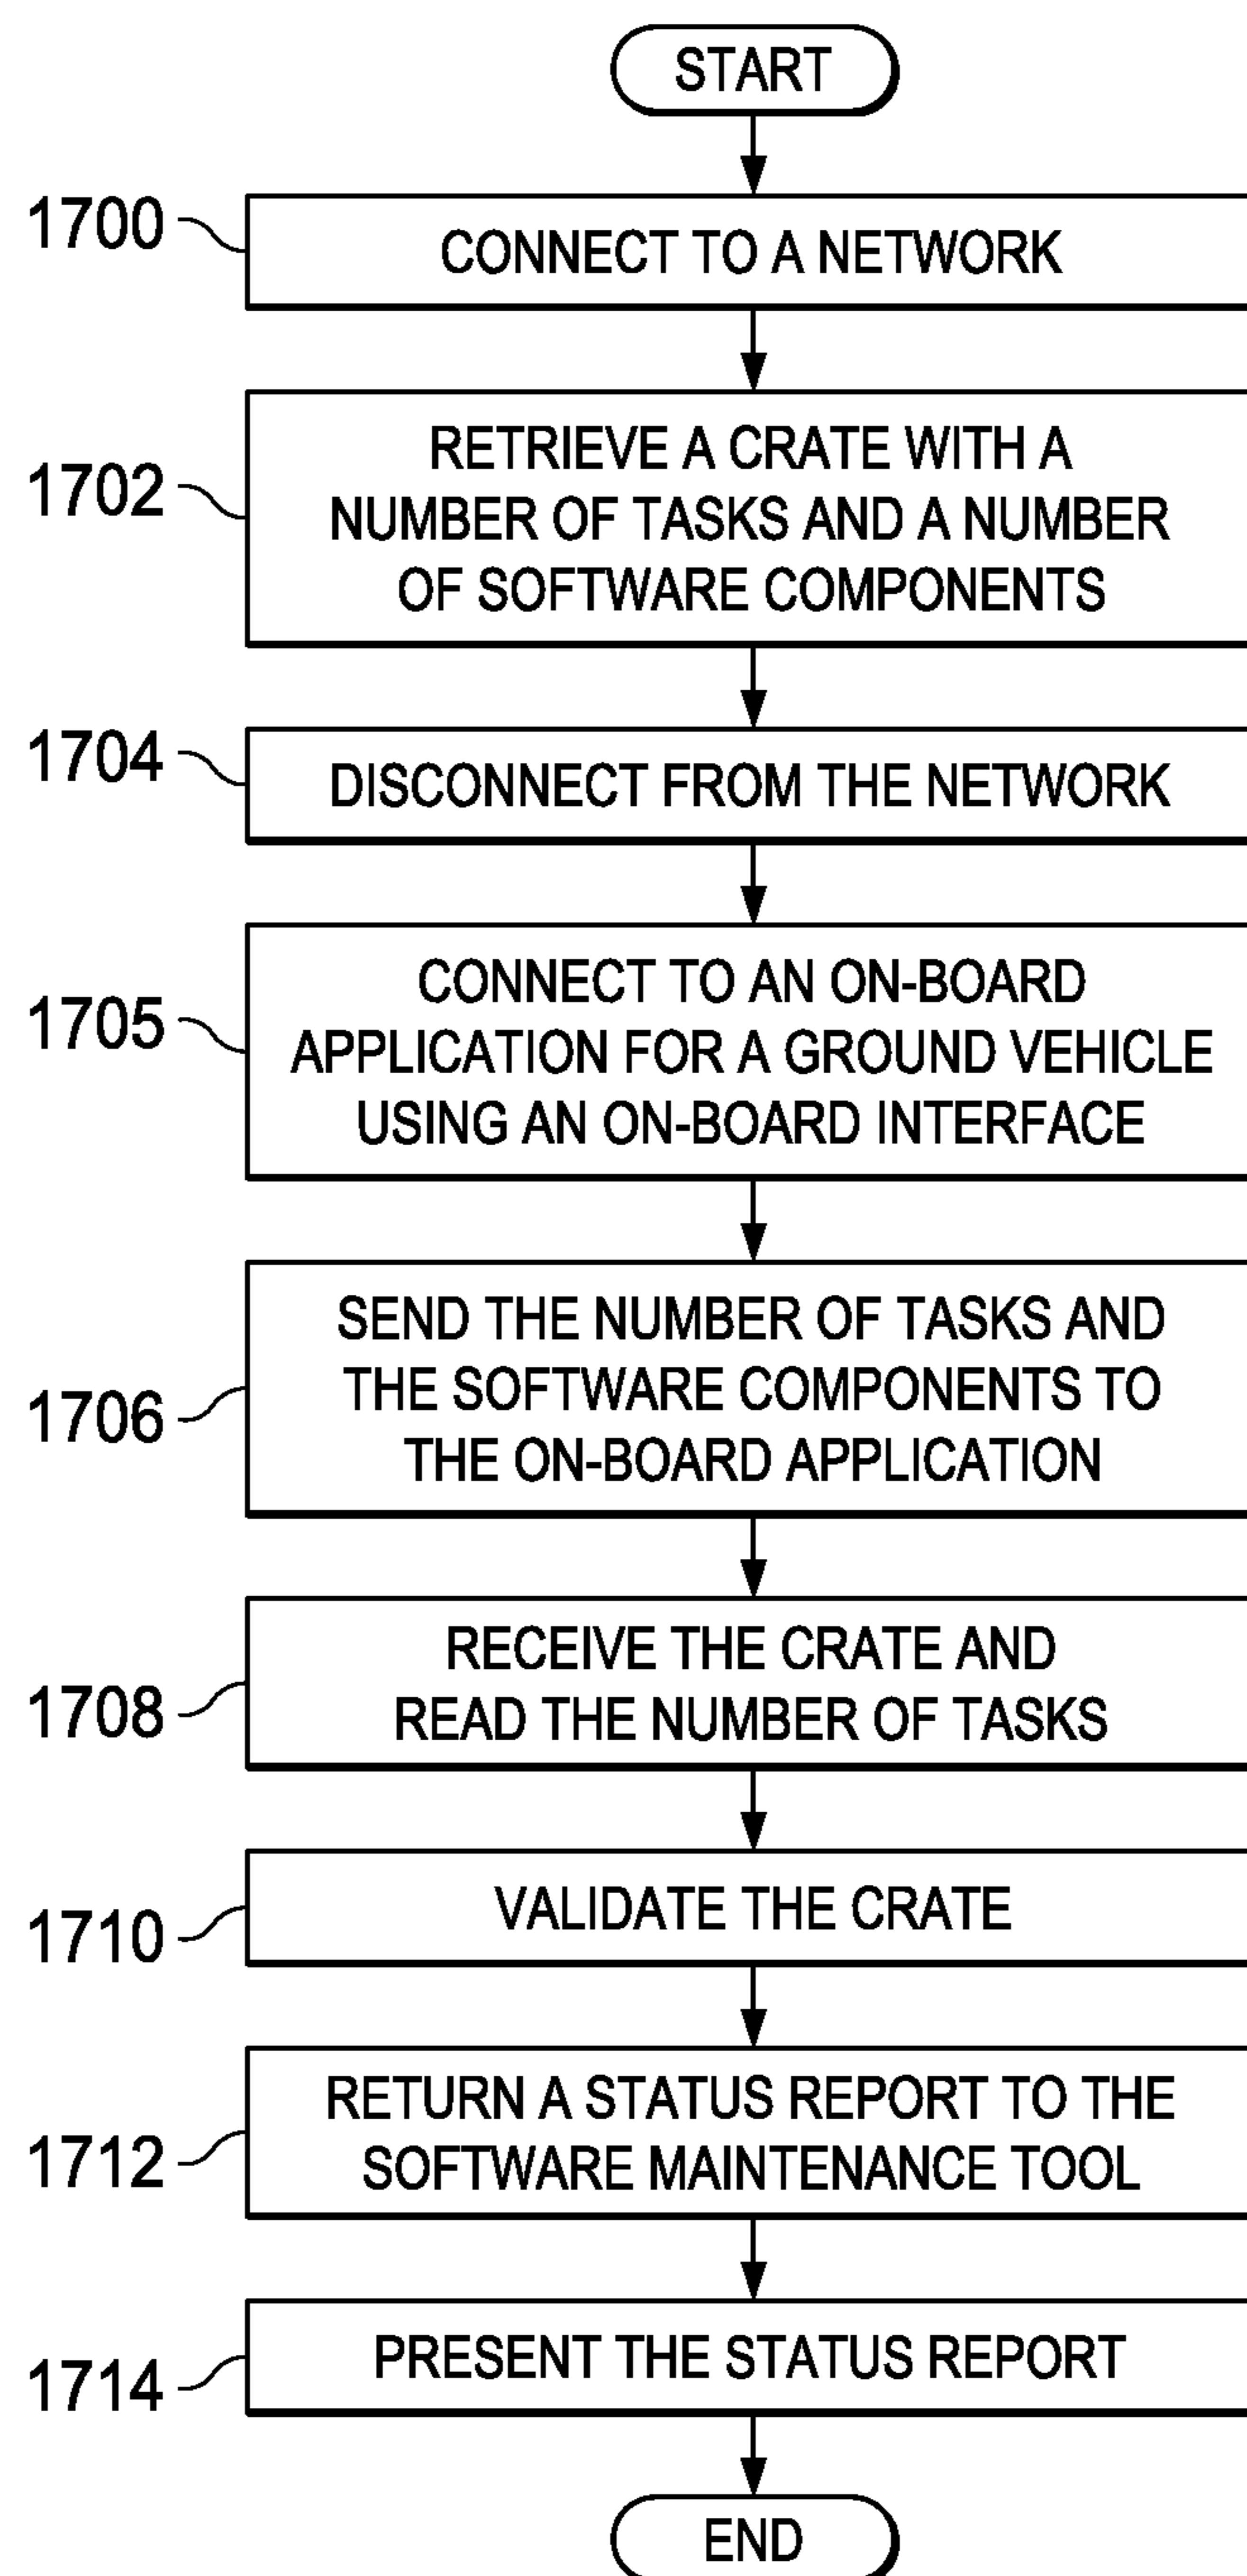 START
1700
CONNECT TO A NETWORK
1702
RETRIEVE A CRATE WITH A
NUMBER OF TASKS AND A NUMBER
OF SOFTWARE COMPONENTS
1704
DISCONNECT FROM THE NETWORK
1705
CONNECT TO AN ON-BOARD
APPLICATION FOR A GROUND VEHICLE
USING AN ON-BOARD INTERFACE
1706
SEND THE NUMBER OF TASKS AND
THE SOFTWARE COMPONENTS TO
THE ON-BOARD APPLICATION
1708
RECEIVE THE CRATE AND
READ THE NUMBER OF TASKS
1710
VALIDATE THE CRATE
1712
RETURN A STATUS REPORT TO THE
SOFTWARE MAINTENANCE TOOL
1714
PRESENT THE STATUS REPORT
END